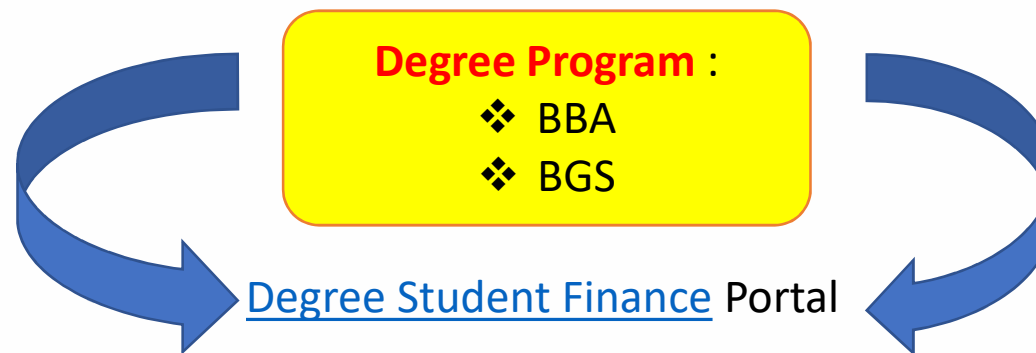 Degree Program :
❖ BBA
❖ BGS
Degree Student Finance Portal